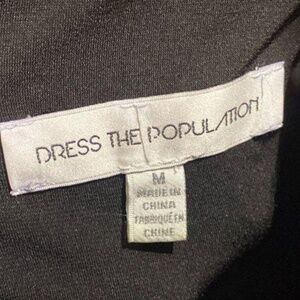 DRESS THE POPULATION
M
MADE IN
CHINA
FABRIQUÉ EN
CHINE